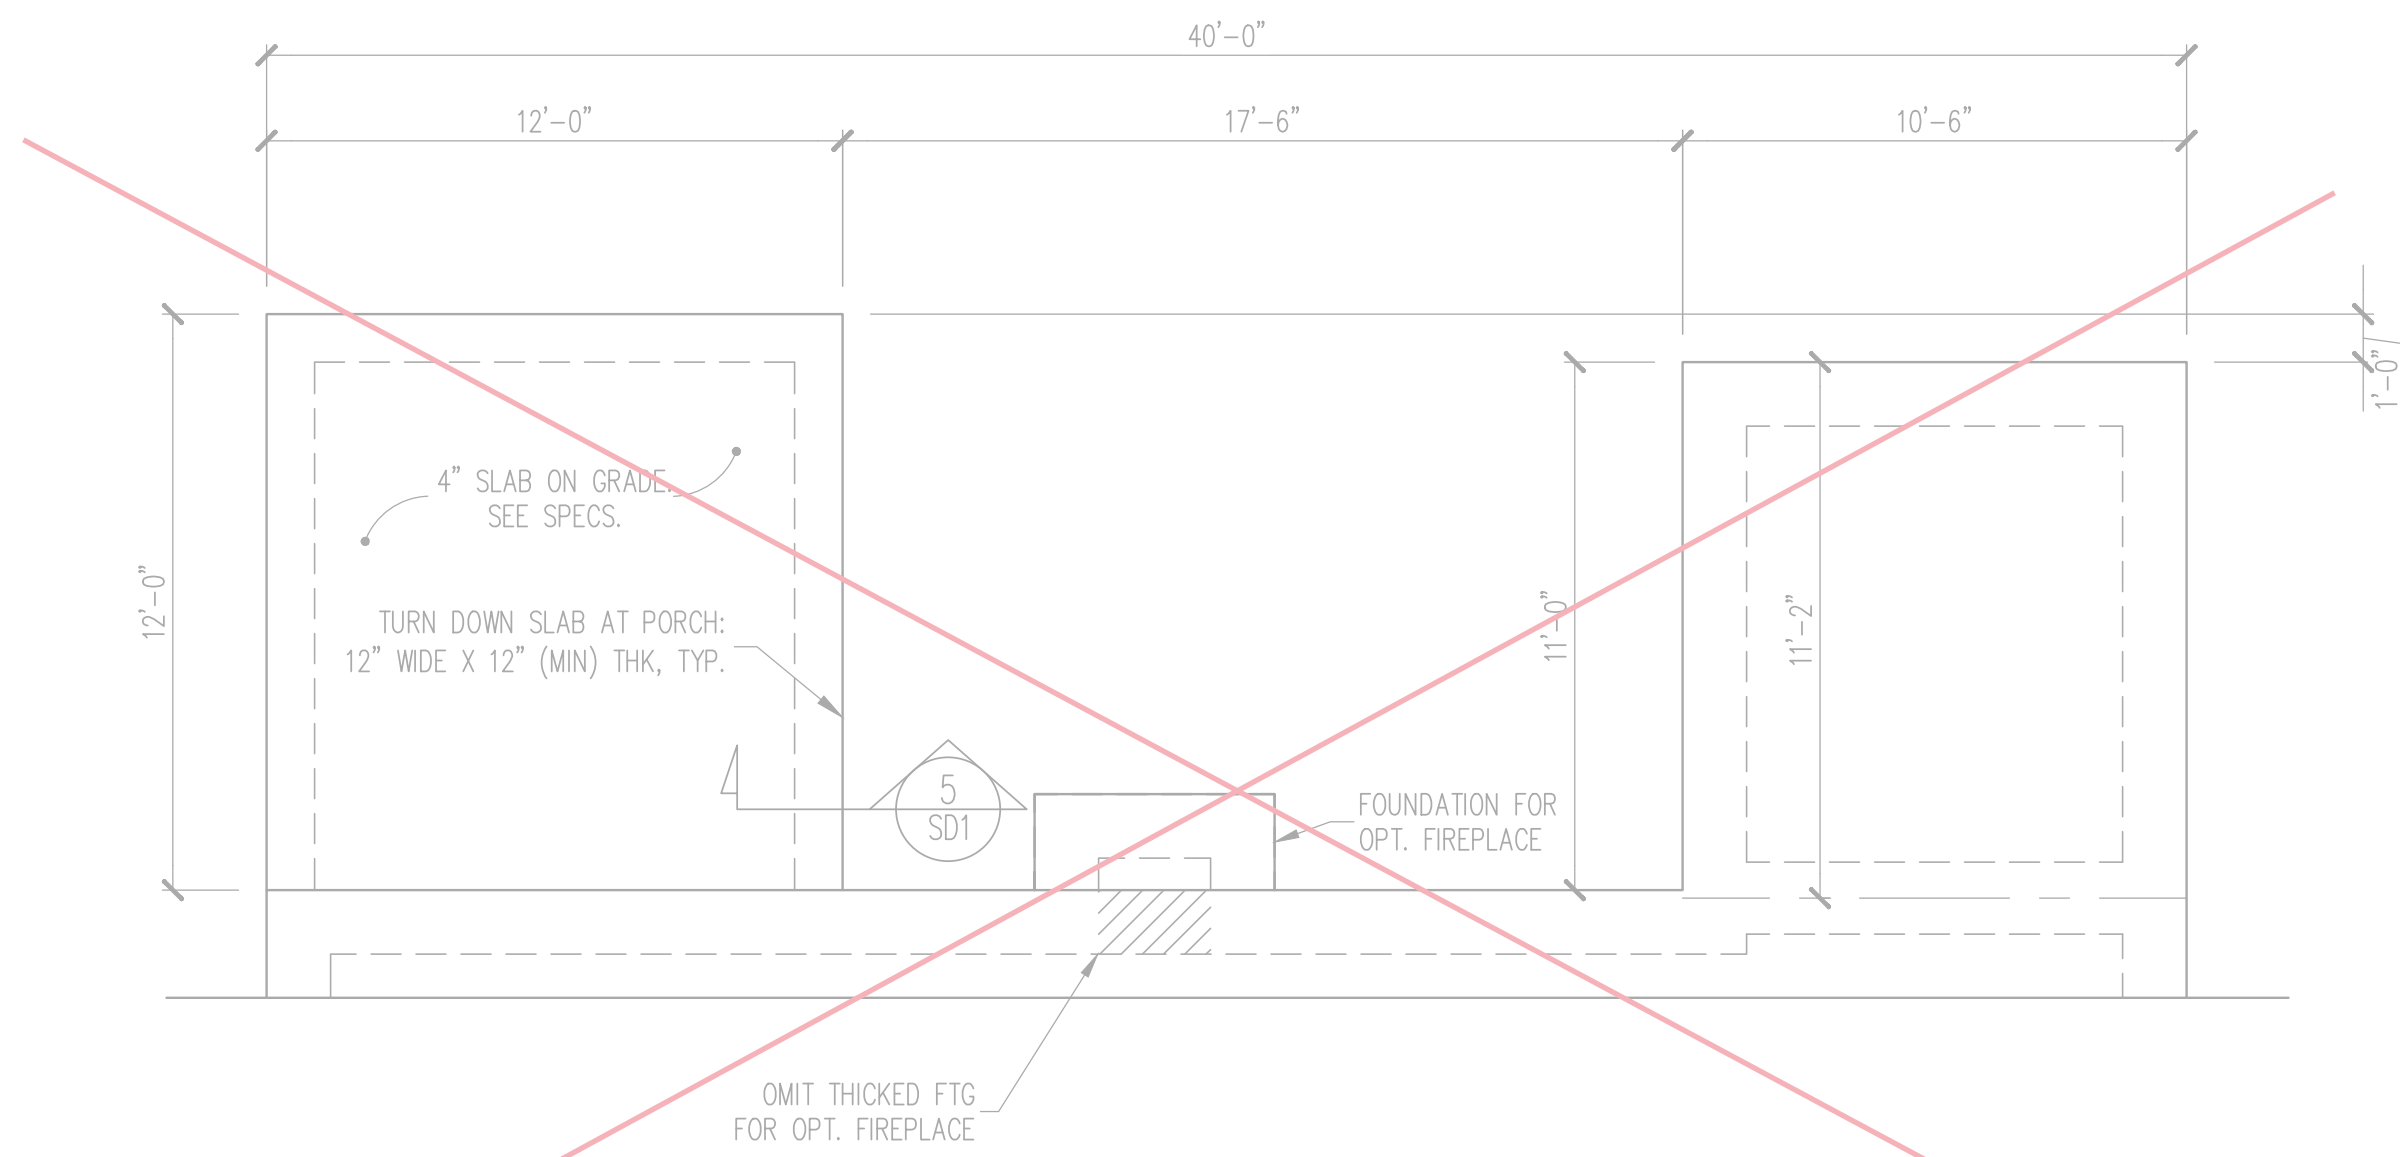 40'-0"
12'-0"
17'-6"
10'-6"
1'-0"
4" SLAB ON GRADE.
SEE SPECS.
12'-0"
11'-0"
11'-2"
TURN DOWN SLAB AT PORCH:
12" WIDE X 12" (MIN) THK, TYP.
5
SD1
FOUNDATION FOR
OPT. FIREPLACE
OMIT THICKED FTG
FOR OPT. FIREPLACE